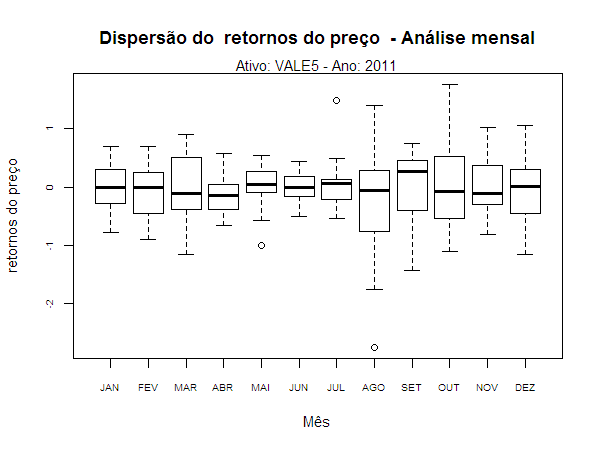 Dispersão do  retornos do preço  - Análise mensal
Ativo: VALE5 - Ano: 2011
retornos do preço
1
0
-1
-2
JAN FEV MAR ABR MAI JUN JUL AGO SET OUT NOV DEZ
Mês